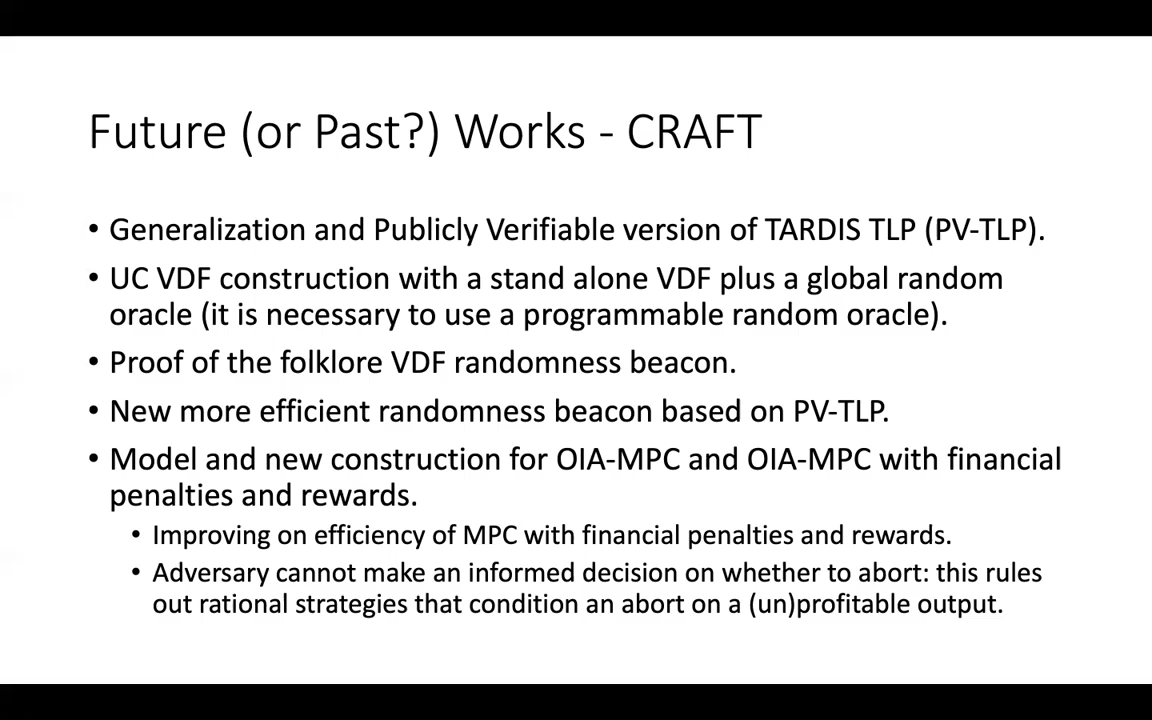 Future (or Past?) Works - CRAFT
• Generalization and Publicly Verifiable version of TARDIS TLP (PV-TLP).
• UC VDF construction with a stand alone VDF plus a global random
oracle (it is necessary to use a programmable random oracle).
• Proof of the folklore VDF randomness beacon.
• New more efficient randomness beacon based on PV-TLP.
• Model and new construction for OIA-MPC and OIA-MPC with financial
penalties and rewards.
• Improving on efficiency of MPC with financial penalties and rewards.
• Adversary cannot make an informed decision on whether to abort: this rules
out rational strategies that condition an abort on a (un)profitable output.